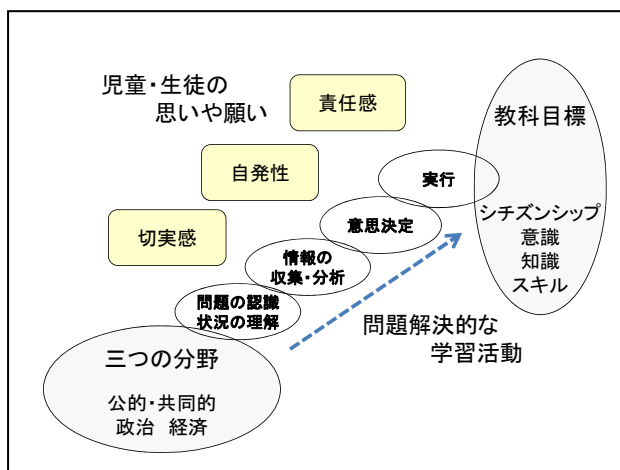 児童・生徒の
思いや願い
責任感
自発性
切実感
教科目標
シチズンシップ
意識
知識
スキル
実行
意思決定
情報の
収集・分析
問題の認識
状況の理解
三つの分野
公的・共同的
政治 経済
問題解決的な
学習活動